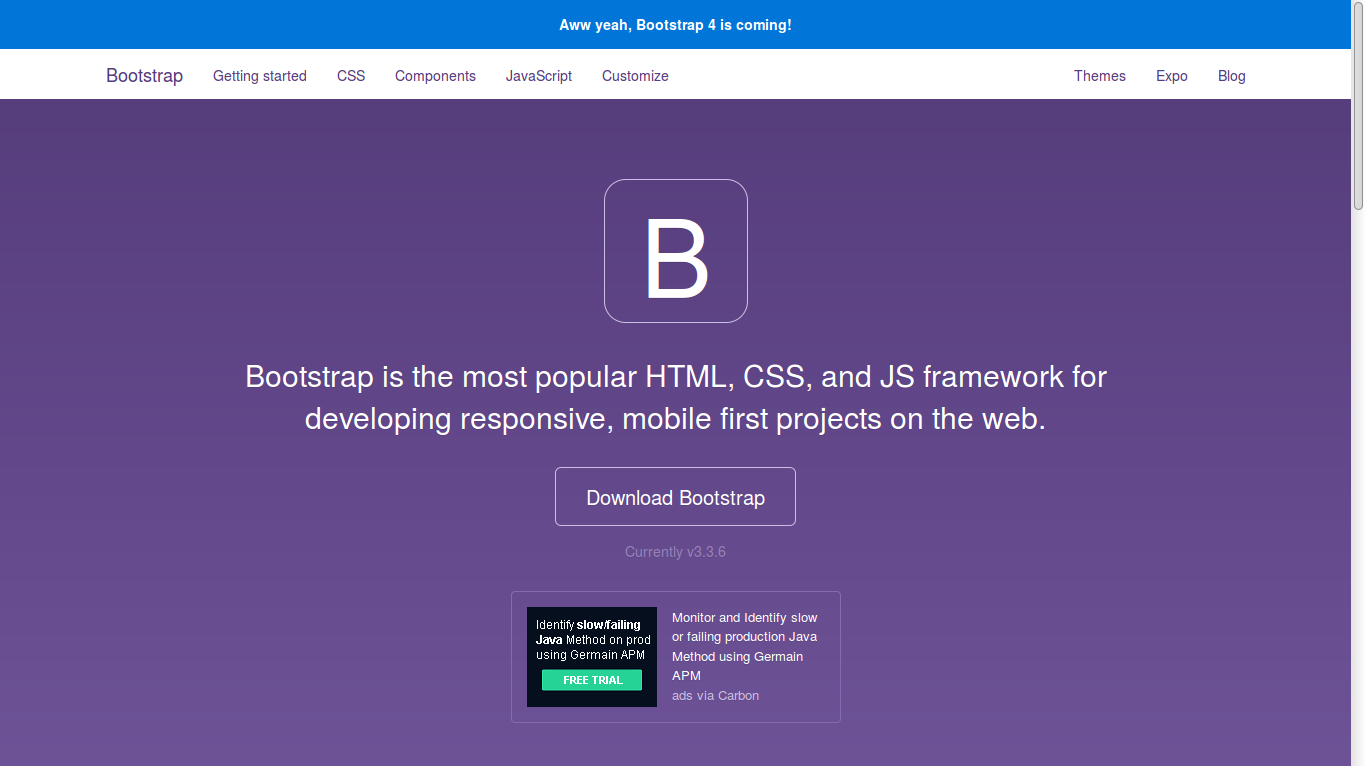 Aww yeah, Bootstrap 4 is coming!
Bootstrap Getting started CSS Components JavaScript Customize Themes Expo Blog
B
Bootstrap is the most popular HTML, CSS, and JS framework for
developing responsive, mobile first projects on the web.
Download Bootstrap
Currently v3.3.6
Identify slow/failing
Java Method on prod
using Germain APM
FREE TRIAL
Monitor and Identify slow
or failing production Java
Method using Germain
APM
ads via Carbon